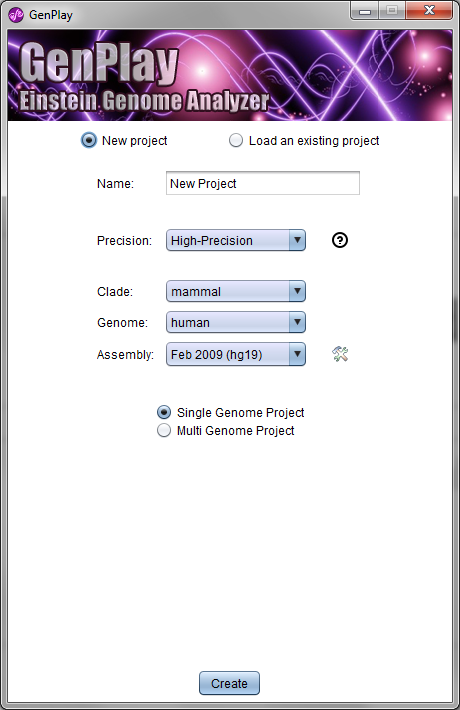 GenPlay
GenPlay
Einstein Genome Analyzer
New project
Load an existing project
Name: New Project
Precision: High-Precision
Clade: mammal
Genome: human
Assembly: Feb 2009 (hg19)
Single Genome Project
Multi Genome Project
Create